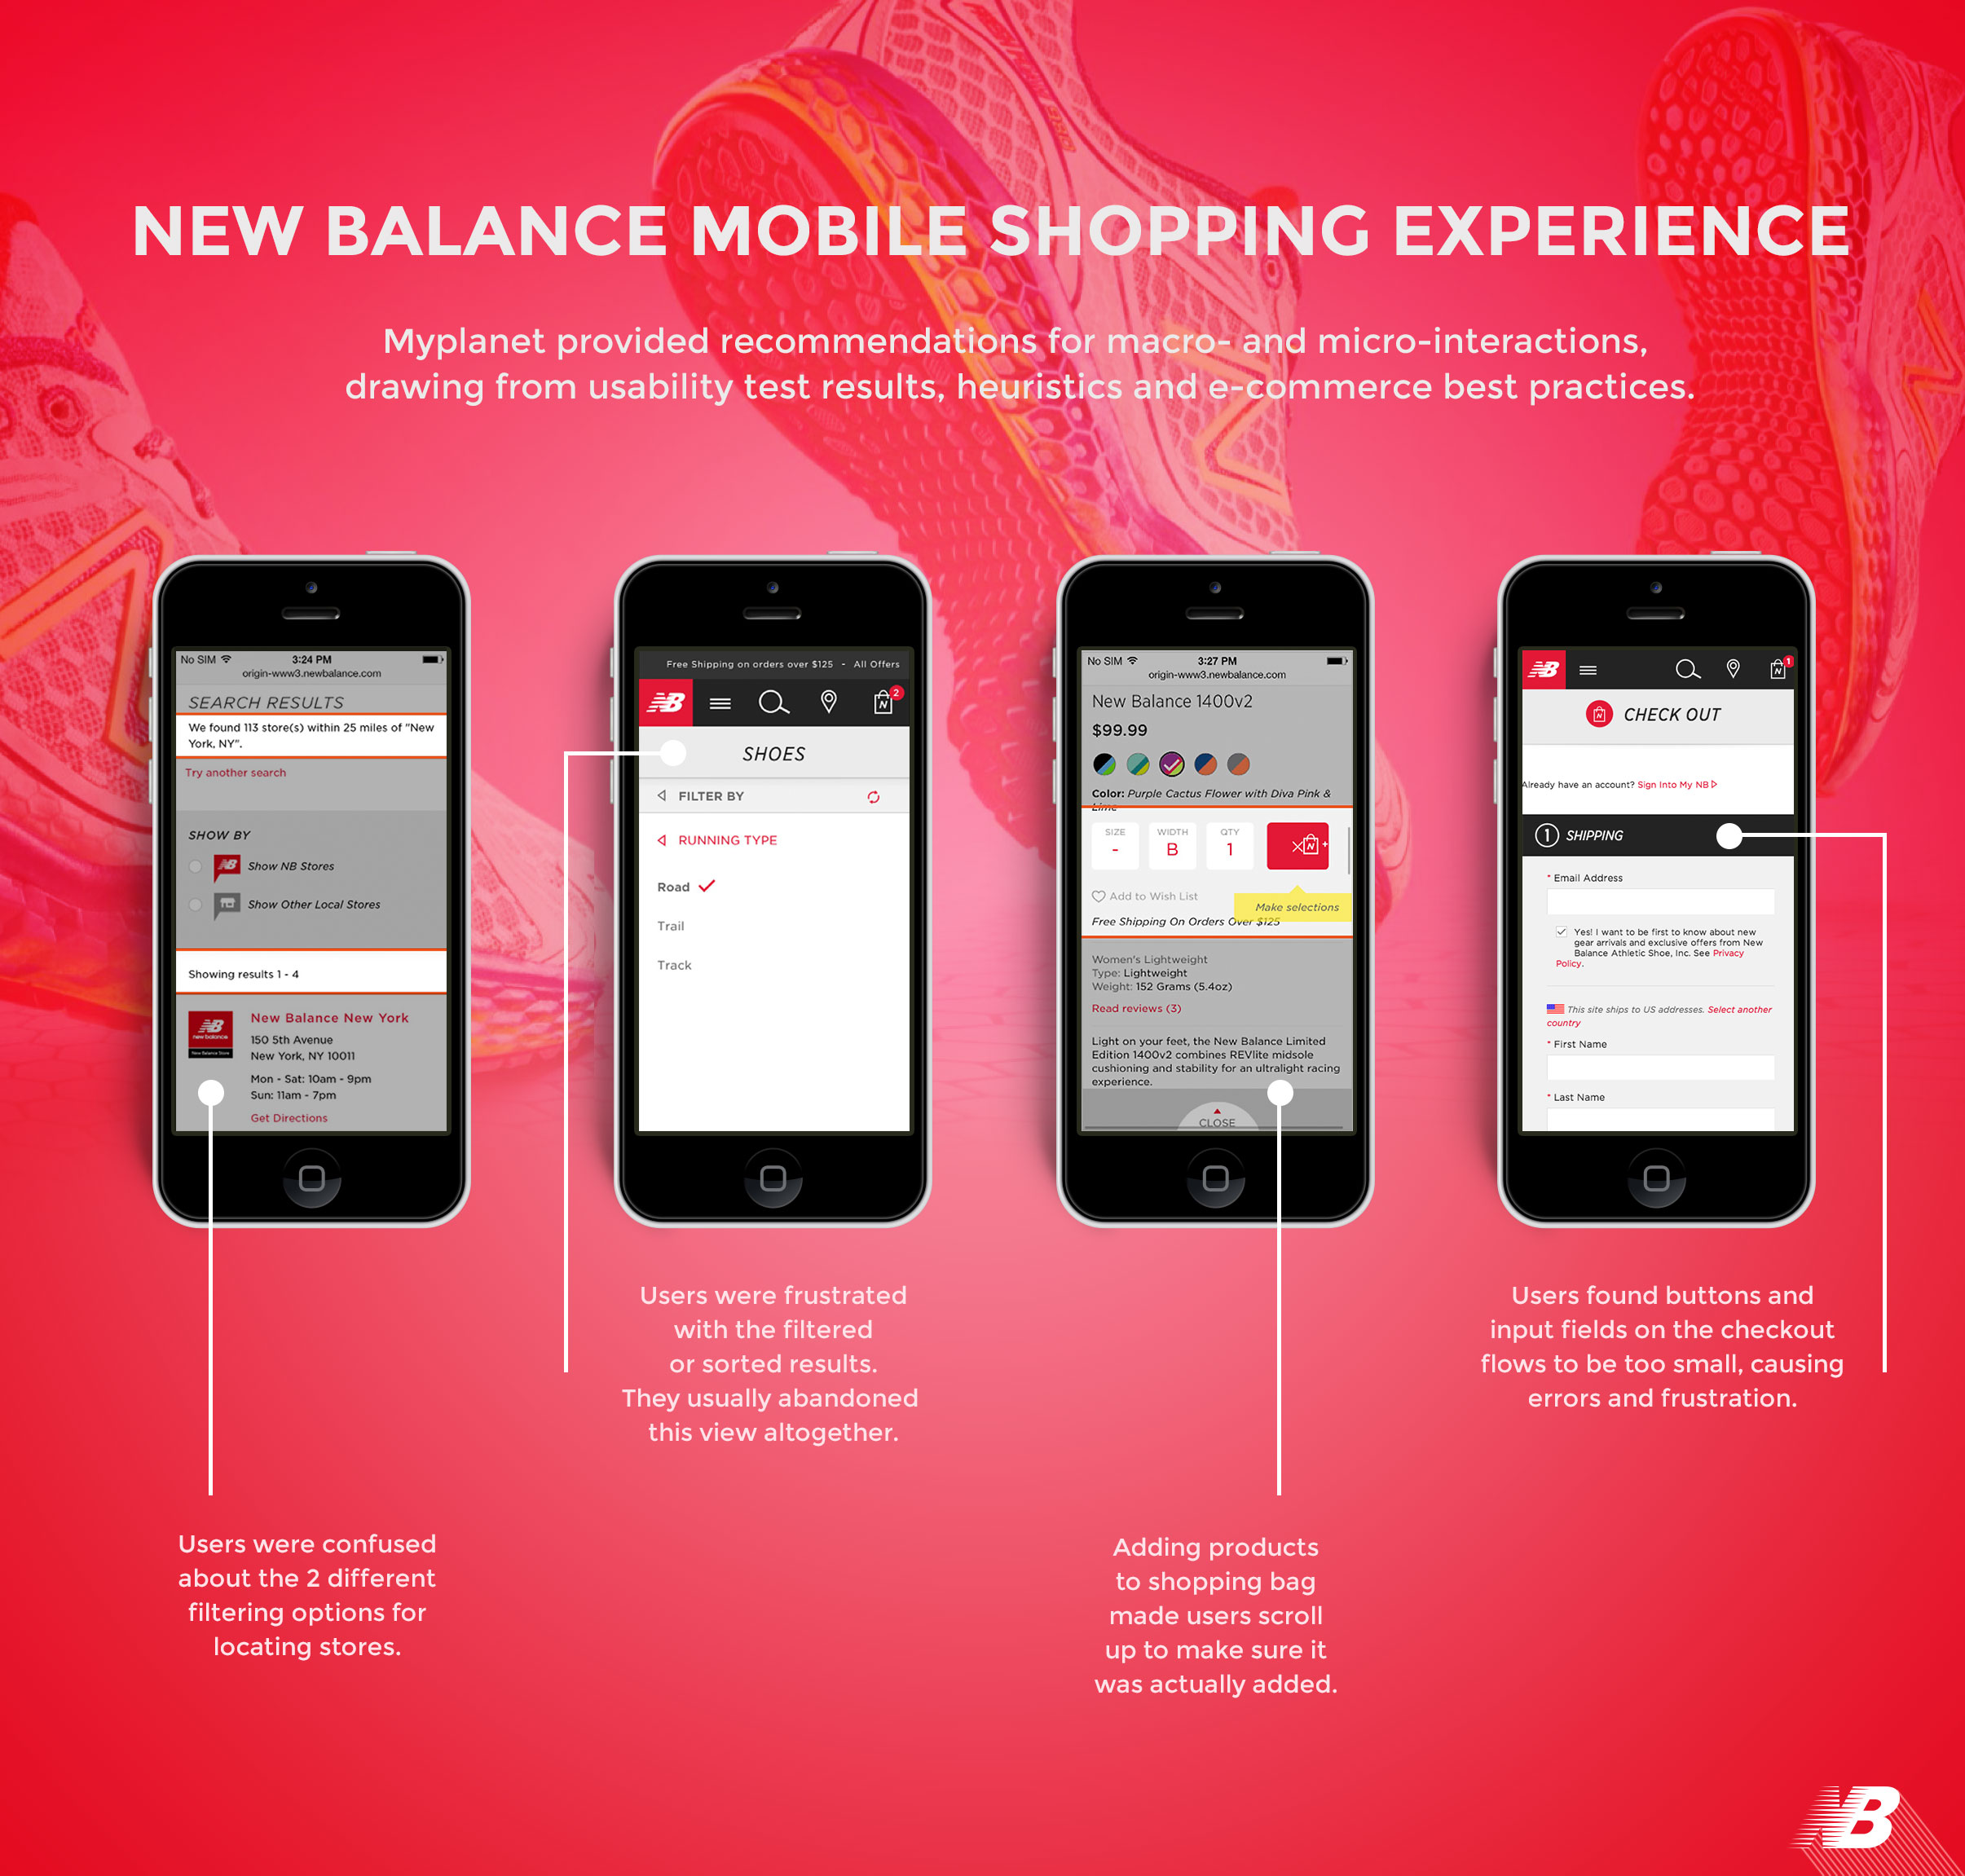 NEW BALANCE MOBILE SHOPPING EXPERIENCE
Myplanet provided recommendations for macro- and micro-interactions,
drawing from usability test results, heuristics and e-commerce best practices.
No SIM 3:24 PM
origin-www3.newbalance.com
SEARCH RESULTS
We found 113 store(s) within 25 miles of "New
York, NY".
Try another search
SHOW BY
NB Show NB Stores
Show Other Local Stores
Showing results 1 - 4
NB
new balance
New Balance Store
New Balance New York
150 5th Avenue
New York, NY 10011
Mon - Sat: 10am - 9pm
Sun: 11am - 7pm
Get Directions
Users were confused
about the 2 different
filtering options for
locating stores.
Free Shipping on orders over $125 - All Offers
NB N 2
SHOES
FILTER BY
RUNNING TYPE
Road
Trail
Track
Users were frustrated
with the filtered
or sorted results.
They usually abandoned
this view altogether.
No SIM 3:27 PM
origin-www3.newbalance.com
New Balance 1400v2
$99.99
Color: Purple Cactus Flower with Diva Pink &
Lime
SIZE WIDTH QTY
- B 1 N +
Add to Wish List
Make selections
Free Shipping On Orders Over $125
Women's Lightweight
Type: Lightweight
Weight: 152 Grams (5.4oz)
Read reviews (3)
Light on your feet, the New Balance Limited
Edition 1400v2 combines REVlite midsole
cushioning and stability for an ultralight racing
experience.
CLOSE
Adding products
to shopping bag
made users scroll
up to make sure it
was actually added.
NB N 1
N CHECK OUT
Already have an account? Sign Into My NB
1 SHIPPING
* Email Address
Yes! I want to be first to know about new
gear arrivals and exclusive offers from New
Balance Athletic Shoe, Inc. See Privacy
Policy.
This site ships to US addresses. Select another
country
* First Name
* Last Name
Users found buttons and
input fields on the checkout
flows to be too small, causing
errors and frustration.
NB